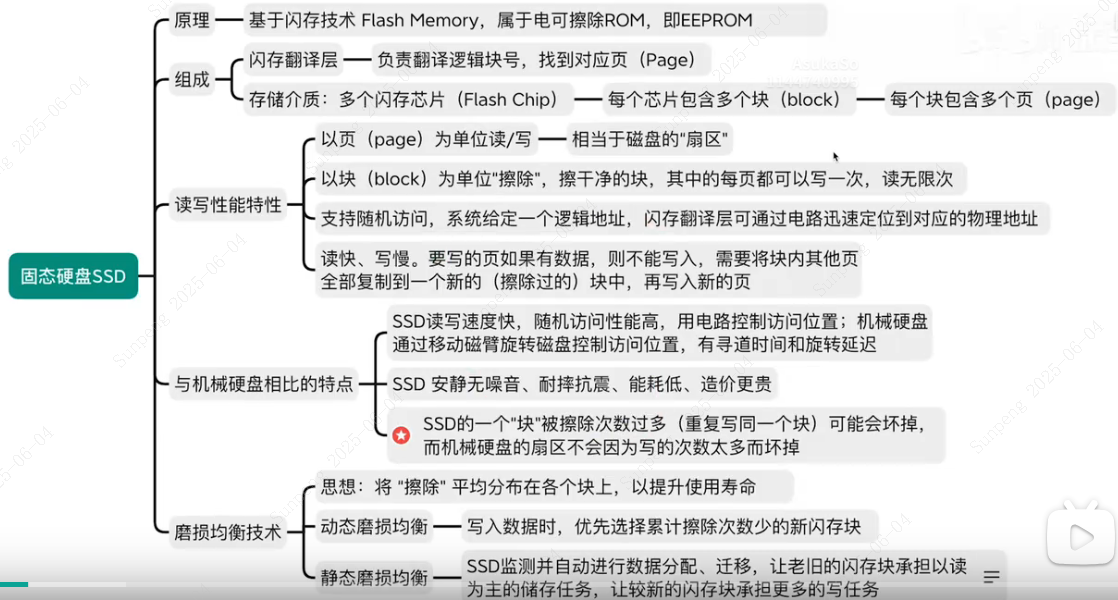 原理
基于闪存技术 Flash Memory，属于电可擦除ROM，即EEPROM
组成
闪存翻译层
负责翻译逻辑块号，找到对应页（Page）
存储介质：多个闪存芯片（Flash Chip）
每个芯片包含多个块（block）
每个块包含多个页（page）
固态硬盘SSD
读写性能特性
以页（page）为单位读/写
相当于磁盘的"扇区"
以块（block）为单位"擦除"，擦干净的块，其中的每页都可以写一次，读无限次
支持随机访问，系统给定一个逻辑地址，闪存翻译层可通过电路迅速定位到对应的物理地址
读快、写慢。要写的页如果有数据，则不能写入，需要将块内其他页
全部复制到一个新的（擦除过的）块中，再写入新的页
与机械硬盘相比的特点
SSD读写速度快，随机访问性能高，用电路控制访问位置；机械硬盘
通过移动磁臂旋转磁盘控制访问位置，有寻道时间和旋转延迟
SSD 安静无噪音、耐摔抗震、能耗低、造价更贵
SSD的一个"块"被擦除次数过多（重复写同一个块）可能会坏掉，
而机械硬盘的扇区不会因为写的次数太多而坏掉
磨损均衡技术
思想：将 "擦除" 平均分布在各个块上，以提升使用寿命
动态磨损均衡
写入数据时，优先选择累计擦除次数少的新闪存块
静态磨损均衡
SSD监测并自动进行数据分配、迁移，让老旧的闪存块承担以读
为主的储存任务，让较新的闪存块承担更多的写任务
Sunpeng 2025-06-04